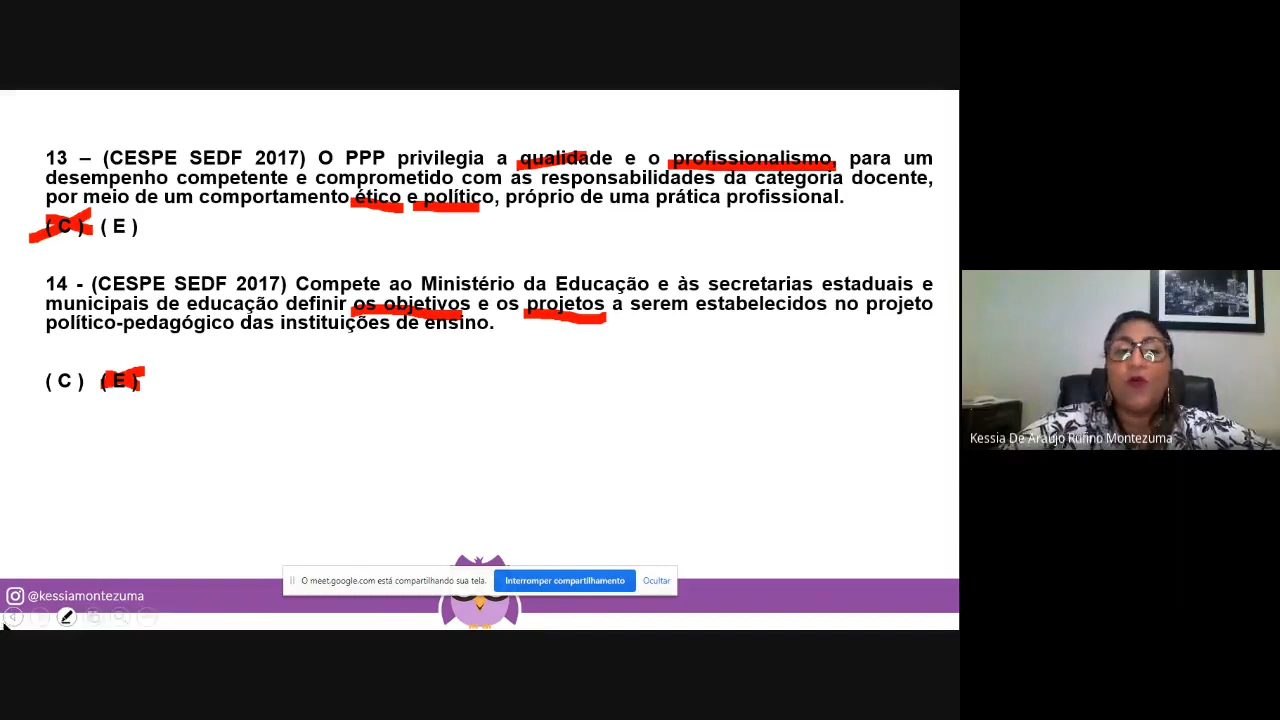 13 – (CESPE SEDF 2017) O PPP privilegia a qualidade e o profissionalismo, para um
desempenho competente e comprometido com as responsabilidades da categoria docente,
por meio de um comportamento ético e político, próprio de uma prática profissional.
( C ) ( E )
14 - (CESPE SEDF 2017) Compete ao Ministério da Educação e às secretarias estaduais e
municipais de educação definir os objetivos e os projetos a serem estabelecidos no projeto
político-pedagógico das instituições de ensino.
( C ) ( E )
Kessia De Araujo Rufino Montezuma
O meet.google.com está compartilhando sua tela.
Interromper compartilhamento
Ocultar
@kessiamontezuma